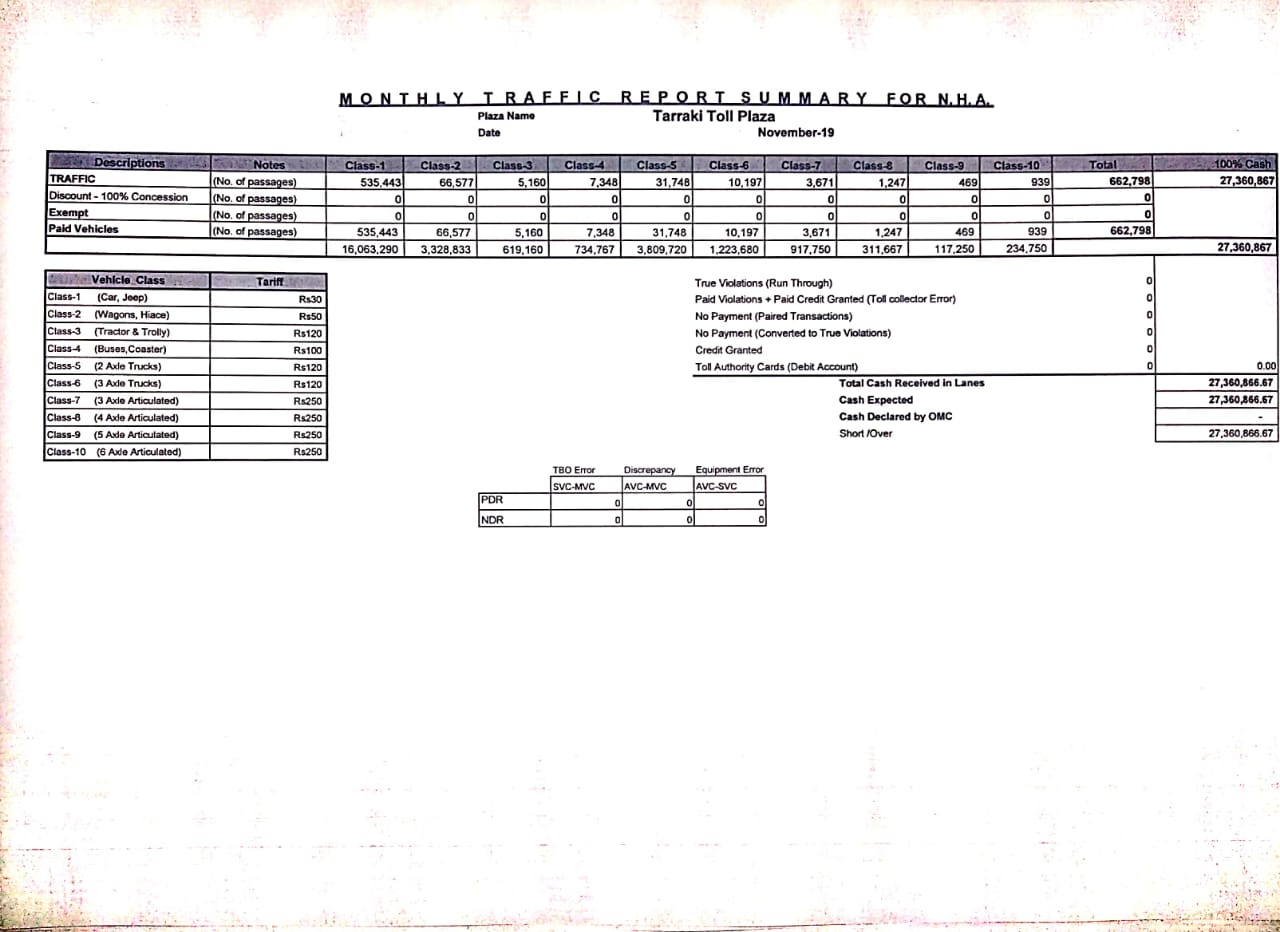 MONTHLY TRAFFIC REPORT SUMMARY FOR N.H.A.
Plaza Name Tarraki Toll Plaza
Date November-19
Descriptions Notes Class-1 Class-2 Class-3 Class-4 Class-5 Class-6 Class-7 Class-8 Class-9 Class-10 Total 100% Cash
TRAFFIC (No. of passages) 535,443 66,577 5,160 7,348 31,748 10,197 3,671 1,247 469 939 662,798 27,360,867
Discount - 100% Concession (No. of passages) 0 0 0 0 0 0 0 0 0 0 0
Exempt (No. of passages) 0 0 0 0 0 0 0 0 0 0 0
Paid Vehicles (No. of passages) 535,443 66,577 5,160 7,348 31,748 10,197 3,671 1,247 469 939 662,798
16,063,290 3,328,833 619,160 734,767 3,809,720 1,223,680 917,750 311,667 117,250 234,750 27,360,867
Vehicle Class Tariff
Class-1 (Car, Jeep) Rs30
Class-2 (Wagons, Hiace) Rs50
Class-3 (Tractor & Trolly) Rs120
Class-4 (Buses,Coaster) Rs100
Class-5 (2 Axle Trucks) Rs120
Class-6 (3 Axle Trucks) Rs120
Class-7 (3 Axle Articulated) Rs250
Class-8 (4 Axle Articulated) Rs250
Class-9 (5 Axle Articulated) Rs250
Class-10 (6 Axle Articulated) Rs250
True Violations (Run Through) 0
Paid Violations + Paid Credit Granted (Toll collector Error) 0
No Payment (Paired Transactions) 0
No Payment (Converted to True Violations) 0
Credit Granted 0
Toll Authority Cards (Debit Account) 0 0.00
Total Cash Received in Lanes 27,360,866.67
Cash Expected 27,360,866.67
Cash Declared by OMC -
Short /Over 27,360,866.67
TBO Error Discrepancy Equipment Error
SVC-MVC AVC-MVC AVC-SVC
PDR 0 0 0
NDR 0 0 0